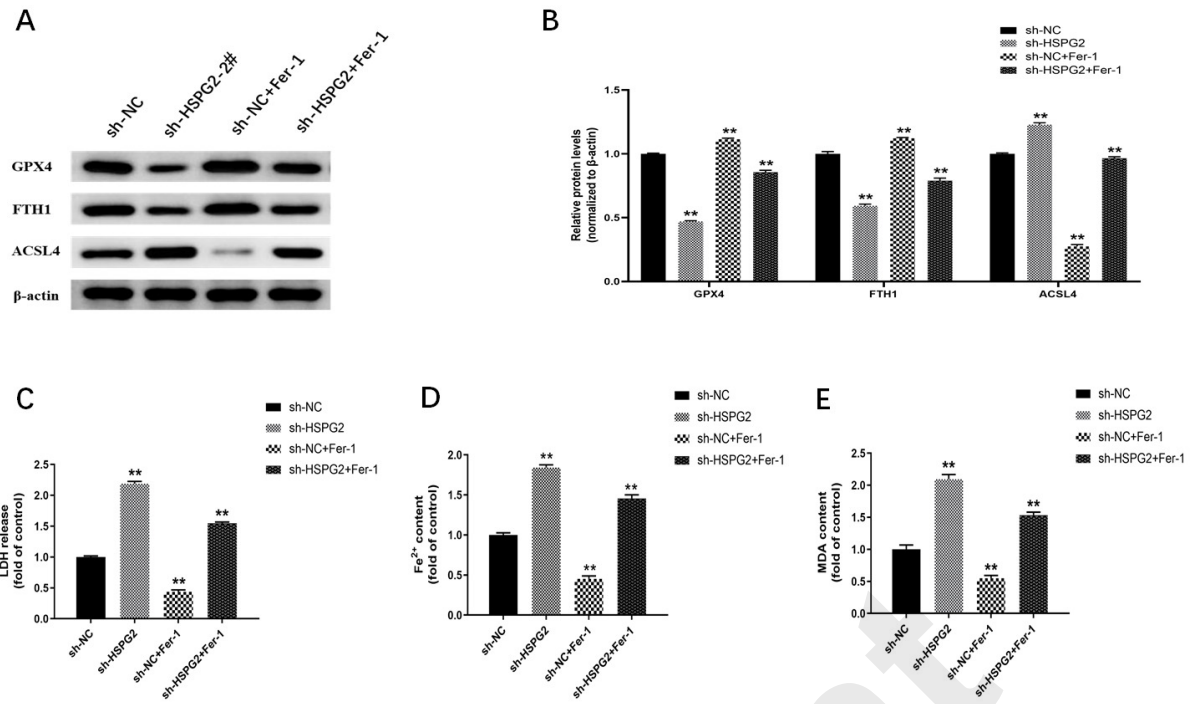 A
sh-NC
sh-HSPG2-2#
sh-NC+Fer-1
sh-HSPG2+Fer-1
GPX4
FTH1
ACSL4
β-actin
B
sh-NC
sh-HSPG2
sh-NC+Fer-1
sh-HSPG2+Fer-1
Relative protein levels
(normalized to β-actin)
1.5
1.0
0.5
0.0
** ** **
** ** **
** ** **
GPX4 FTH1 ACSL4
C
sh-NC
sh-HSPG2
sh-NC+Fer-1
sh-HSPG2+Fer-1
LDH release
(fold of control)
2.5
2.0
1.5
1.0
0.5
0.0
** ** **
sh-NC
sh-HSPG2
sh-NC+Fer-1
sh-HSPG2+Fer-1
D
sh-NC
sh-HSPG2
sh-NC+Fer-1
sh-HSPG2+Fer-1
Fe²⁺ content
(fold of control)
2.0
1.5
1.0
0.5
0.0
** ** **
sh-NC
sh-HSPG2
sh-NC+Fer-1
sh-HSPG2+Fer-1
E
sh-NC
sh-HSPG2
sh-NC+Fer-1
sh-HSPG2+Fer-1
MDA content
(fold of control)
2.5
2.0
1.5
1.0
0.5
0.0
** ** **
sh-NC
sh-HSPG2
sh-NC+Fer-1
sh-HSPG2+Fer-1